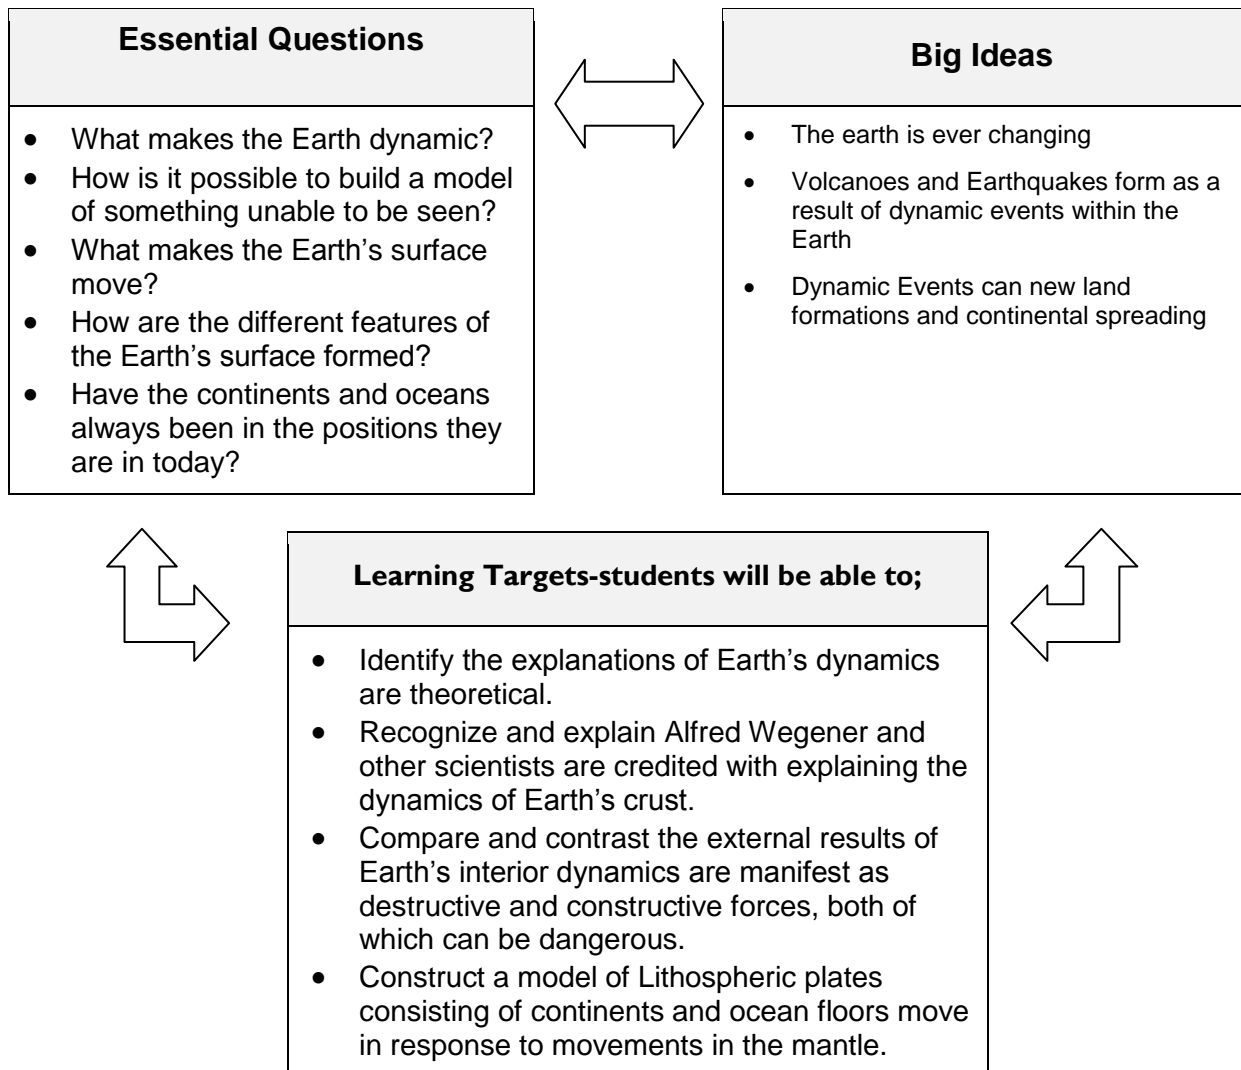 Essential Questions
• What makes the Earth dynamic?
• How is it possible to build a model
of something unable to be seen?
• What makes the Earth's surface
move?
• How are the different features of
the Earth's surface formed?
• Have the continents and oceans
always been in the positions they
are in today?
Big Ideas
• The earth is ever changing
• Volcanoes and Earthquakes form as a
result of dynamic events within the
Earth
• Dynamic Events can new land
formations and continental spreading
Learning Targets-students will be able to;
• Identify the explanations of Earth's dynamics
are theoretical.
• Recognize and explain Alfred Wegener and
other scientists are credited with explaining the
dynamics of Earth's crust.
• Compare and contrast the external results of
Earth's interior dynamics are manifest as
destructive and constructive forces, both of
which can be dangerous.
• Construct a model of Lithospheric plates
consisting of continents and ocean floors move
in response to movements in the mantle.